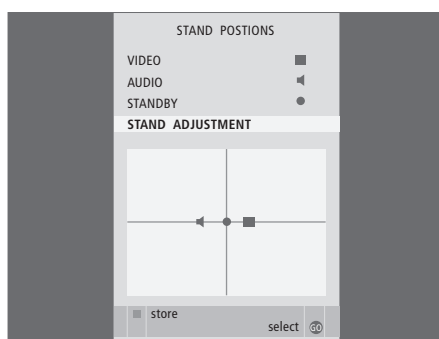 STAND POSTIONS
VIDEO
AUDIO
STANDBY
STAND ADJUSTMENT
store
select GO